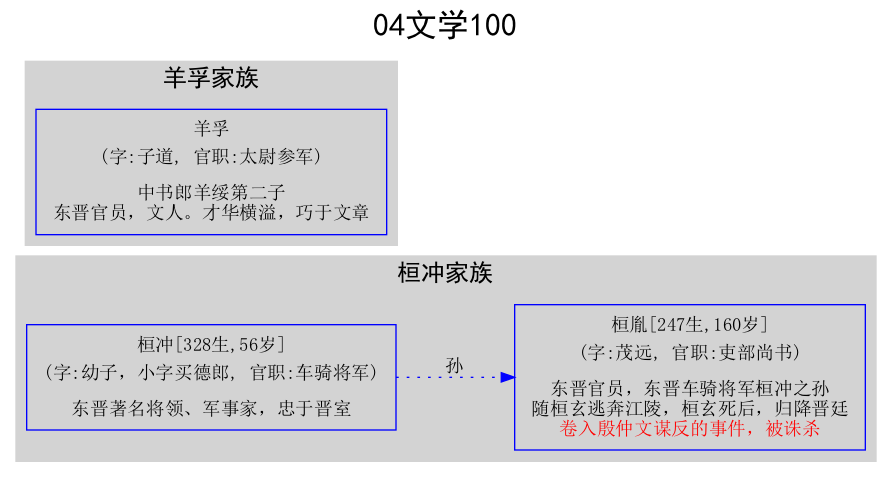 04文学100
羊孚家族
羊孚
(字:子道, 官职:太尉参军)
中书郎羊绥第二子
东晋官员，文人。才华横溢，巧于文章
桓冲家族
桓冲[328生,56岁]
(字:幼子，小字买德郎, 官职:车骑将军)
东晋著名将领、军事家，忠于晋室
孙
桓胤[247生,160岁]
(字:茂远, 官职:吏部尚书)
东晋官员，东晋车骑将军桓冲之孙
随桓玄逃奔江陵，桓玄死后，归降晋廷
卷入殷仲文谋反的事件，被诛杀